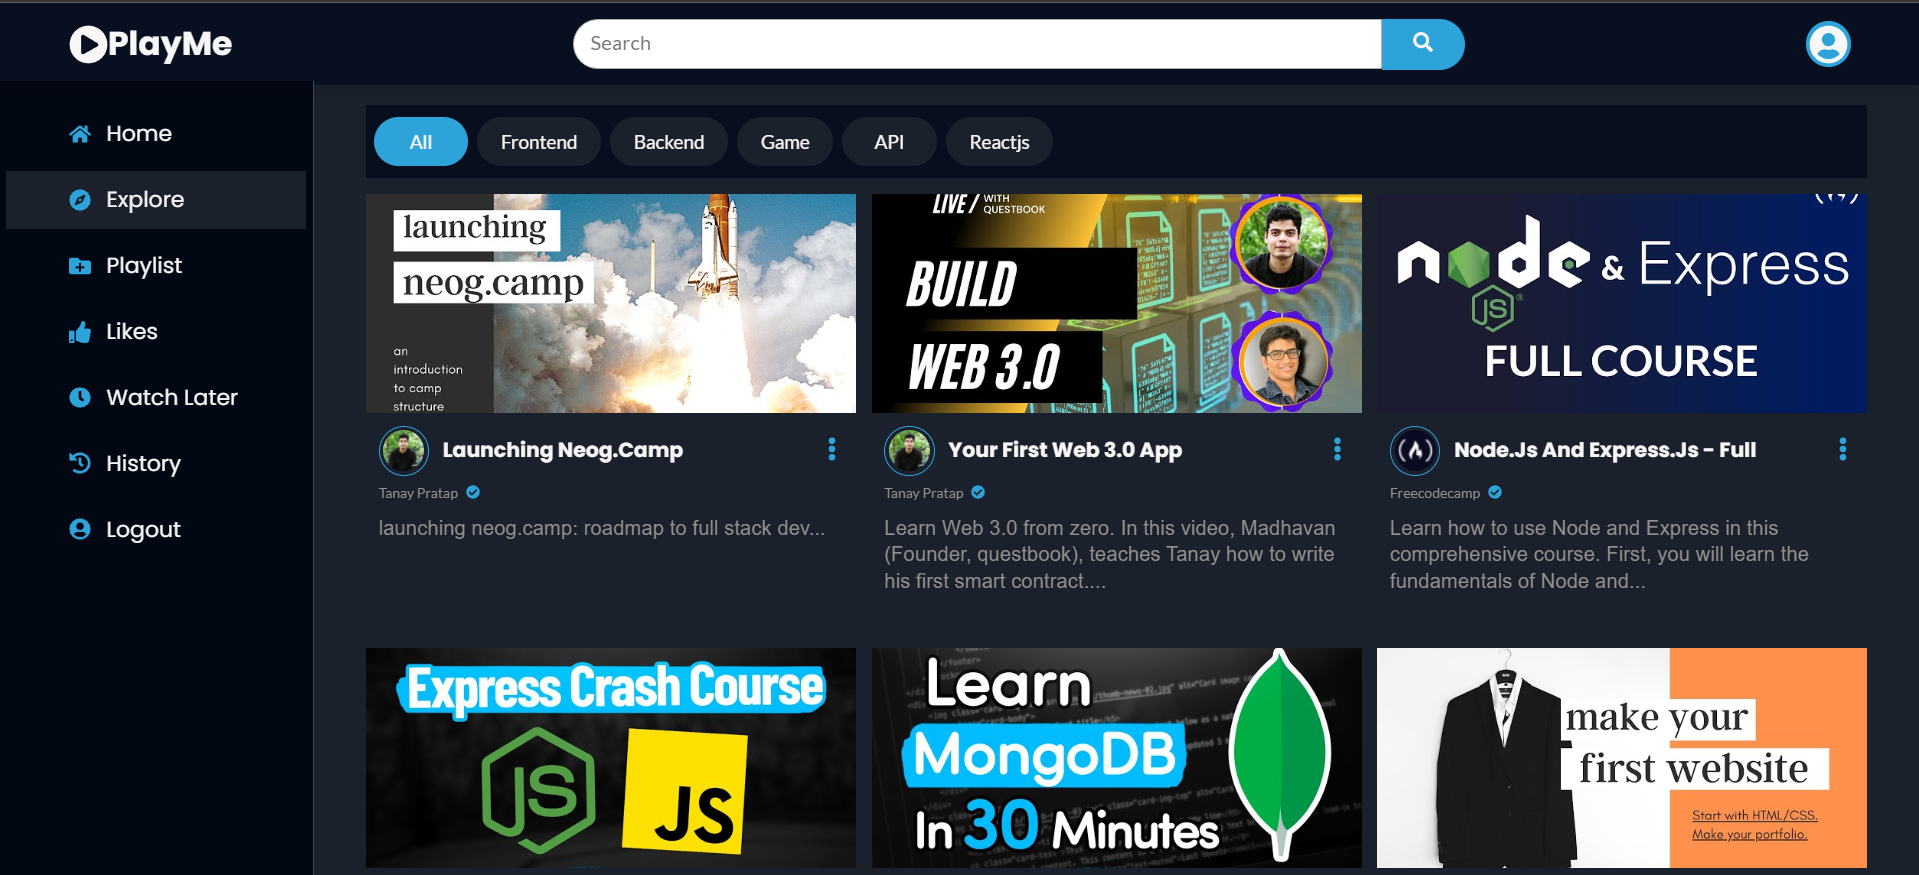 PlayMe
Search
Home
Explore
Playlist
Likes
Watch Later
History
Logout
All
Frontend
Backend
Game
API
Reactjs
launching
neog.camp
an
introduction
to camp
structure
LIVE / WITH
QUESTBOOK
BUILD
WEB 3.0
node & Express
JS
FULL COURSE
Launching Neog.Camp
Tanay Pratap
launching neog.camp: roadmap to full stack dev...
Your First Web 3.0 App
Tanay Pratap
Learn Web 3.0 from zero. In this video, Madhavan
(Founder, questbook), teaches Tanay how to write
his first smart contract....
Node.Js And Express.Js - Full
Freecodecamp
Learn how to use Node and Express in this
comprehensive course. First, you will learn the
fundamentals of Node and...
Express Crash Course
JS
JS
Learn
MongoDB
In 30 Minutes
make your
first website
Start with HTML/CSS.
Make your portfolio.